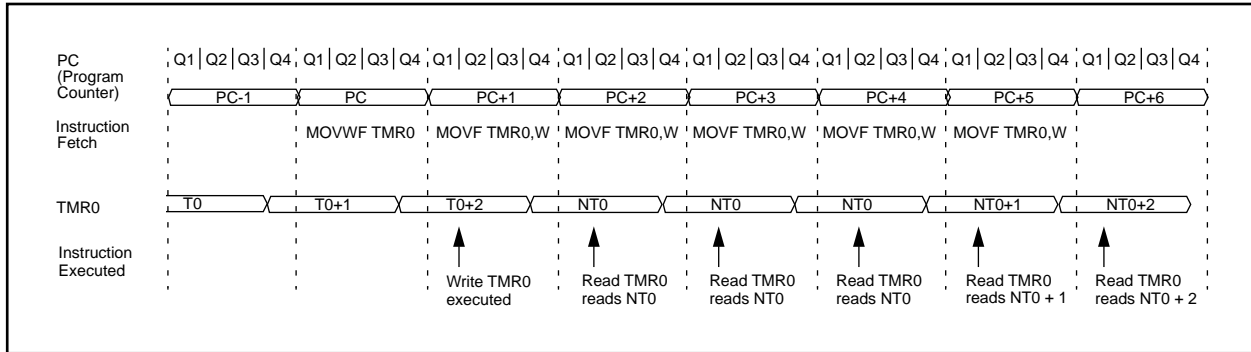 PC
(Program
Counter)
Q1 Q2 Q3 Q4 Q1 Q2 Q3 Q4 Q1 Q2 Q3 Q4 Q1 Q2 Q3 Q4 Q1 Q2 Q3 Q4 Q1 Q2 Q3 Q4 Q1 Q2 Q3 Q4 Q1 Q2 Q3 Q4
PC-1 PC PC+1 PC+2 PC+3 PC+4 PC+5 PC+6
Instruction
Fetch
MOVWF TMR0 MOVF TMR0,W MOVF TMR0,W MOVF TMR0,W MOVF TMR0,W MOVF TMR0,W
TMR0
T0 T0+1 T0+2 NT0 NT0 NT0 NT0+1 NT0+2
Instruction
Executed
Write TMR0
executed
Read TMR0
reads NT0
Read TMR0
reads NT0
Read TMR0
reads NT0
Read TMR0
reads NT0 + 1
Read TMR0
reads NT0 + 2